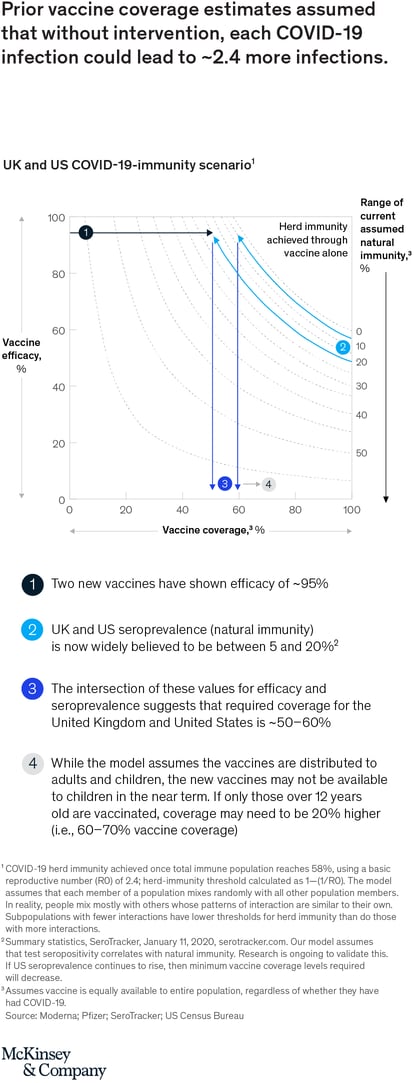 Prior vaccine coverage estimates assumed
that without intervention, each COVID-19
infection could lead to ~2.4 more infections.
UK and US COVID-19-immunity scenario¹
Range of
current
assumed
natural
immunity,³
%
Herd immunity
achieved through
vaccine alone
Vaccine
efficacy,
%
100
80
60
40
20
0
1
2
0
10
20
30
40
50
3
4
0
20
40
60
80
100
Vaccine coverage,³ %
1 Two new vaccines have shown efficacy of ~95%
2 UK and US seroprevalence (natural immunity)
is now widely believed to be between 5 and 20%²
3 The intersection of these values for efficacy and
seroprevalence suggests that required coverage for the
United Kingdom and United States is ~50–60%
4 While the model assumes the vaccines are distributed to
adults and children, the new vaccines may not be available
to children in the near term. If only those over 12 years
old are vaccinated, coverage may need to be 20% higher
(i.e., 60–70% vaccine coverage)
¹COVID-19 herd immunity achieved once total immune population reaches 58%, using a basic
reproductive number (R0) of 2.4; herd-immunity threshold calculated as 1—(1/R0). The model
assumes that each member of a population mixes randomly with all other population members.
In reality, people mix mostly with others whose patterns of interaction are similar to their own.
Subpopulations with fewer interactions have lower thresholds for herd immunity than do those
with more interactions.
²Summary statistics, SeroTracker, January 11, 2020, serotracker.com. Our model assumes
that test seropositivity correlates with natural immunity. Research is ongoing to validate this.
If US seroprevalence continues to rise, then minimum vaccine coverage levels required
will decrease.
³Assumes vaccine is equally available to entire population, regardless of whether they have
had COVID-19.
Source: Moderna; Pfizer; SeroTracker; US Census Bureau
McKinsey
& Company